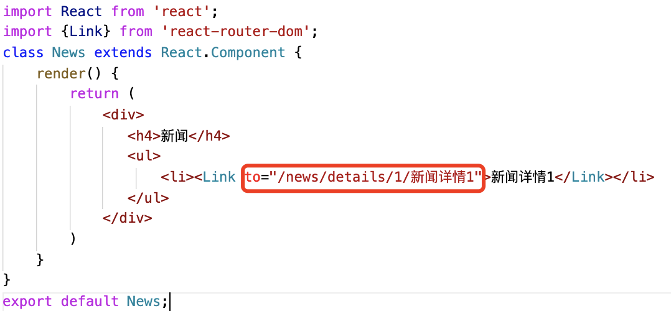 import React from 'react';
import {Link} from 'react-router-dom';
class News extends React.Component {
    render() {
        return (
            <div>
               <h4>新闻</h4>
               <ul>
                   <li><Link to="/news/details/1/新闻详情1">新闻详情1</Link></li>
               </ul>
            </div>
        )
    }
}
export default News;